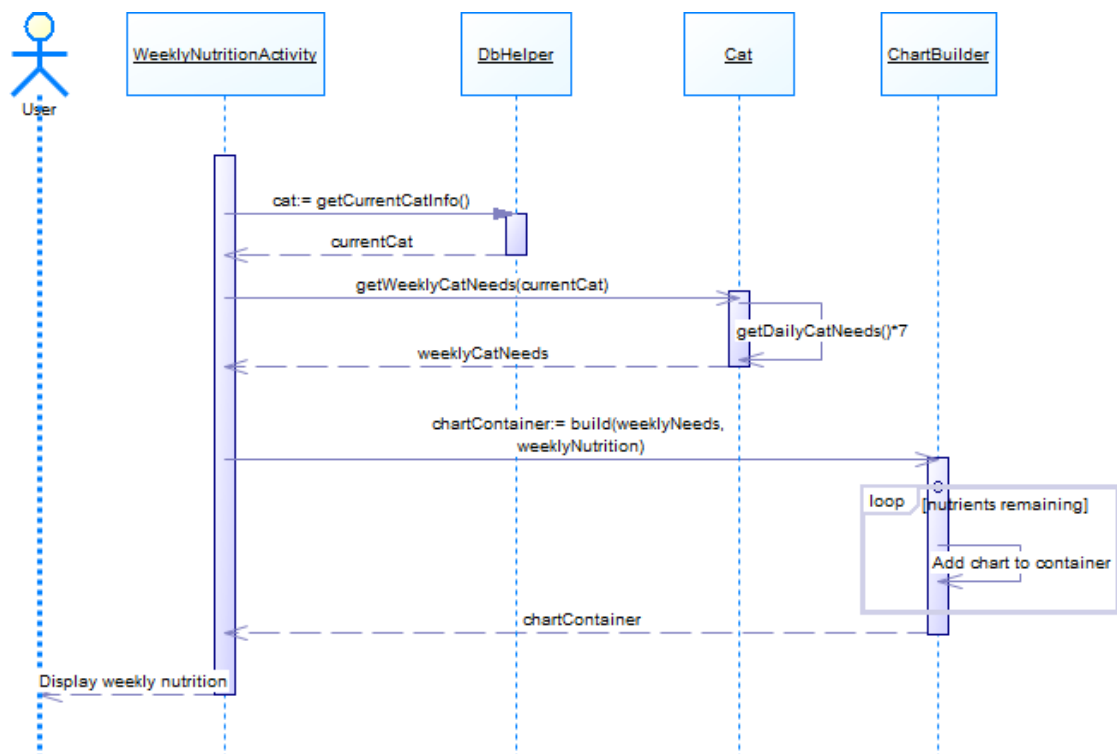 User
WeeklyNutritionActivity
DbHelper
Cat
ChartBuilder
cat:= getCurrentCatInfo()
currentCat
getWeeklyCatNeeds(currentCat)
getDailyCatNeeds()*7
weeklyCatNeeds
chartContainer:= build(weeklyNeeds,
weeklyNutrition)
loop
[nutrients remaining]
Add chart to container
chartContainer
Display weekly nutrition